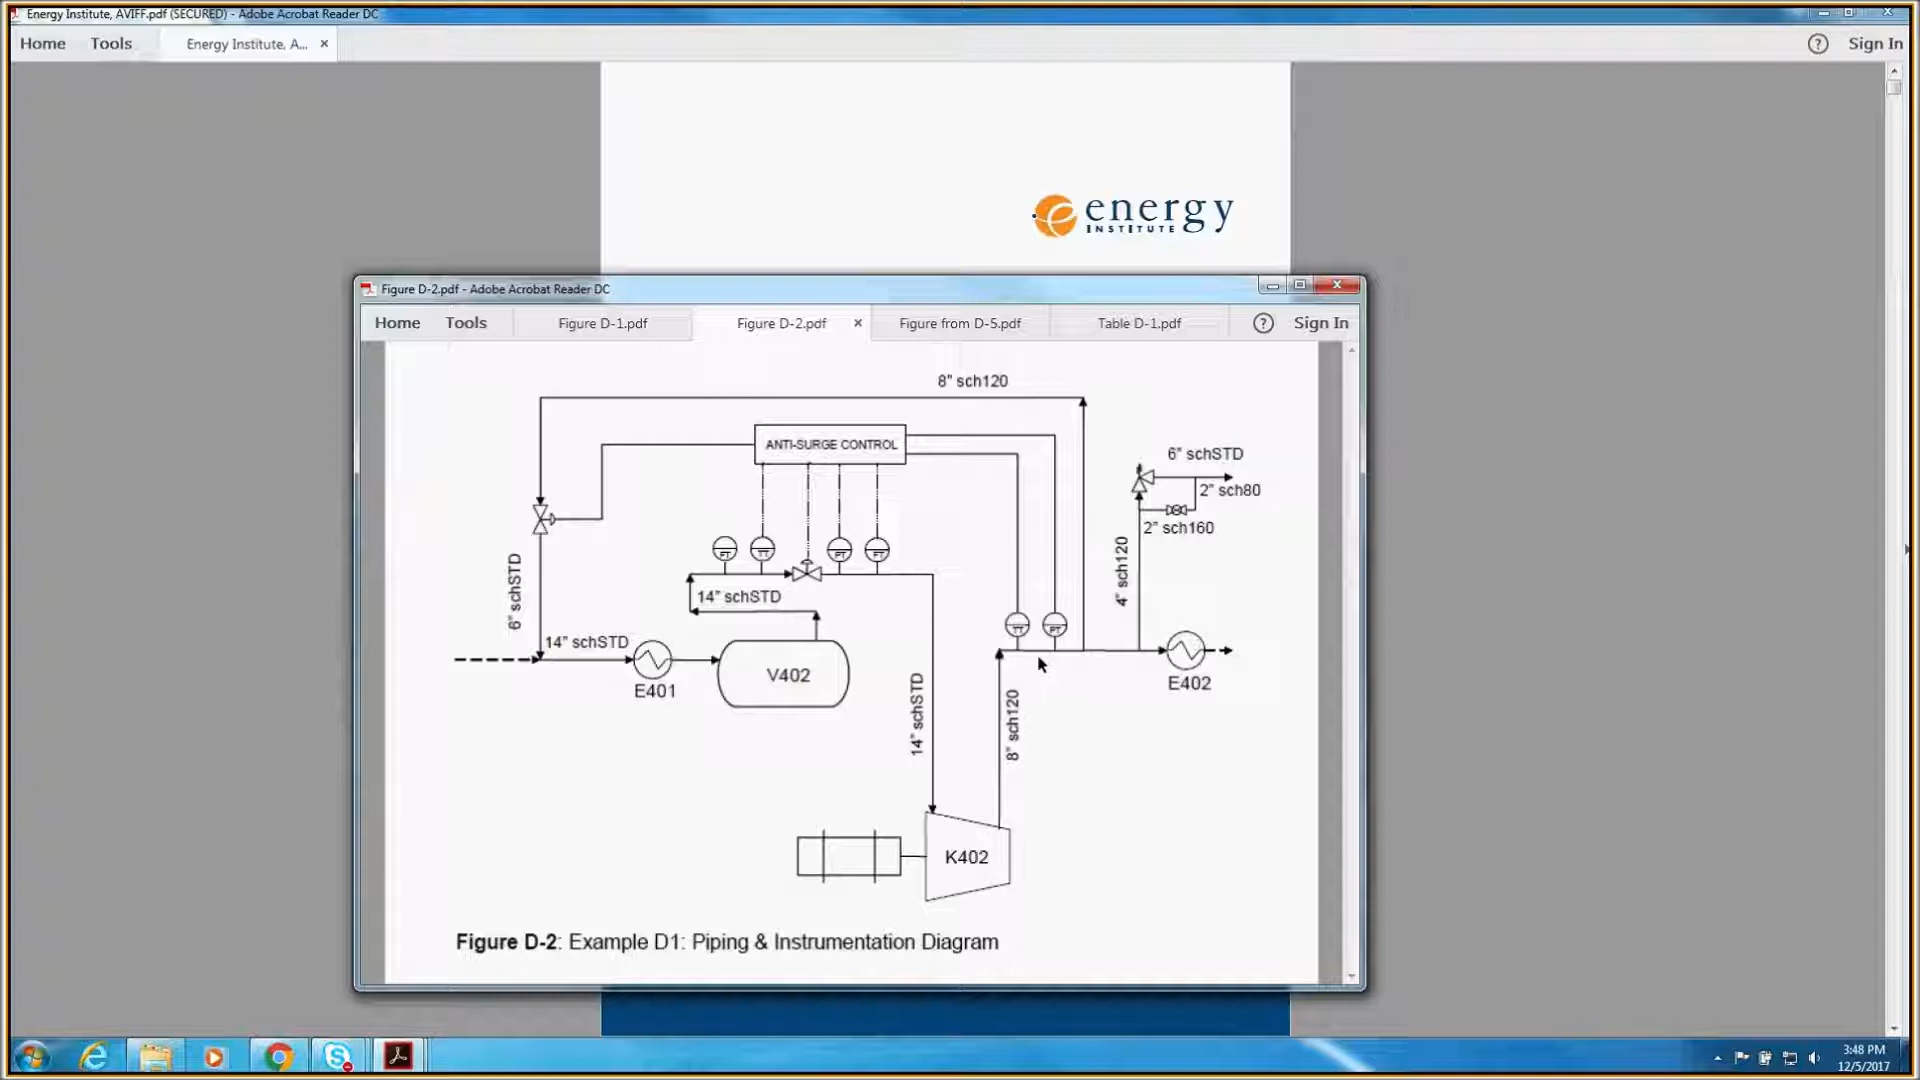 Energy Institute, AVIFF.pdf (SECURED) - Adobe Acrobat Reader DC
Home Tools Energy Institute, A... Sign In
energy
INSTITUTE
Figure D-2.pdf - Adobe Acrobat Reader DC
Home Tools Figure D-1.pdf Figure D-2.pdf Figure from D-5.pdf Table D-1.pdf Sign In
8" sch120
ANTI-SURGE CONTROL
6" schSTD
2" sch80
2" sch160
4" sch120
TT
PT
14" schSTD
6" schSTD
14" schSTD
TT
PT
E401
V402
E402
14" schSTD
8" sch120
K402
Figure D-2: Example D1: Piping & Instrumentation Diagram
3:48 PM
12/5/2017